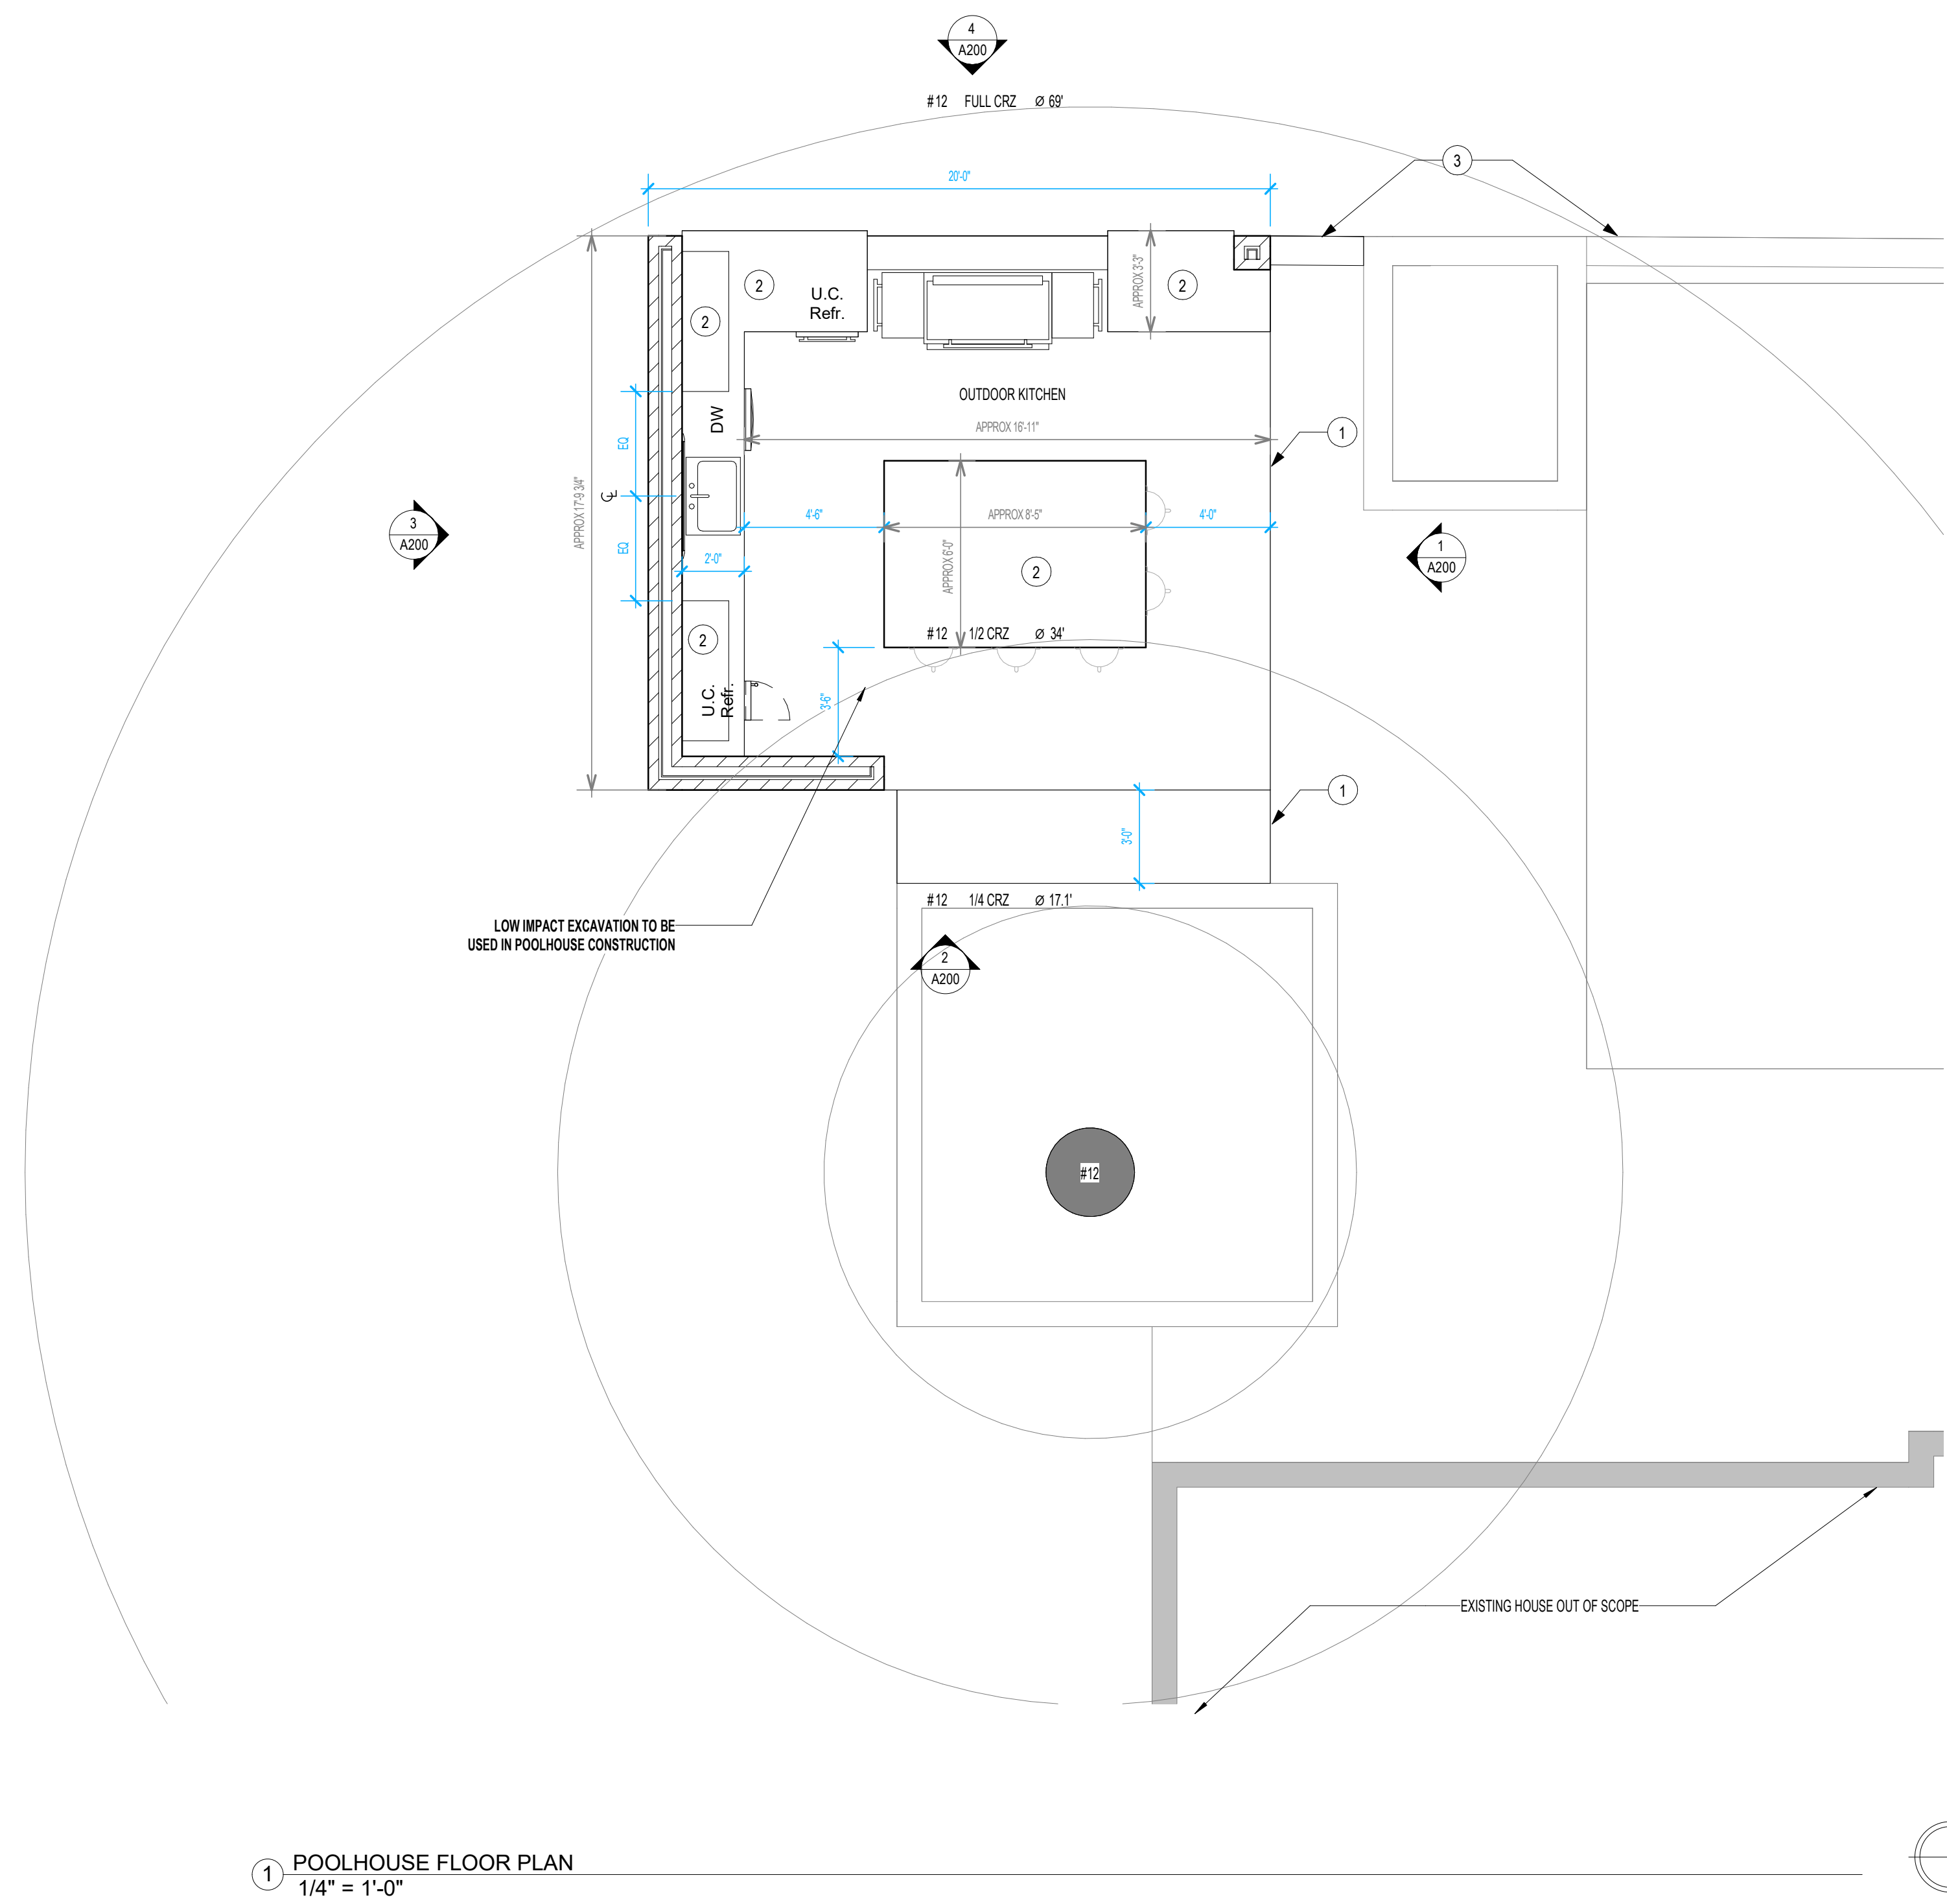 4
A200
#12 FULL CRZ Ø 69'
3
20'-0"
2
U.C.
Refr.
2
APPROX 3'-3"
2
OUTDOOR KITCHEN
DW
APPROX 16'-11"
1
EQ
APPROX 17'-9 3/4"
CL
3
A200
4'-6"
APPROX 8'-5"
4'-0"
EQ
2'-0"
APPROX 6'-0"
2
1
A200
2
#12 1/2 CRZ Ø 34'
U.C.
Refr.
3'-6"
1
3'-0"
#12 1/4 CRZ Ø 17.1'
LOW IMPACT EXCAVATION TO BE
USED IN POOLHOUSE CONSTRUCTION
2
A200
#12
EXISTING HOUSE OUT OF SCOPE
1
POOLHOUSE FLOOR PLAN
1/4" = 1'-0"